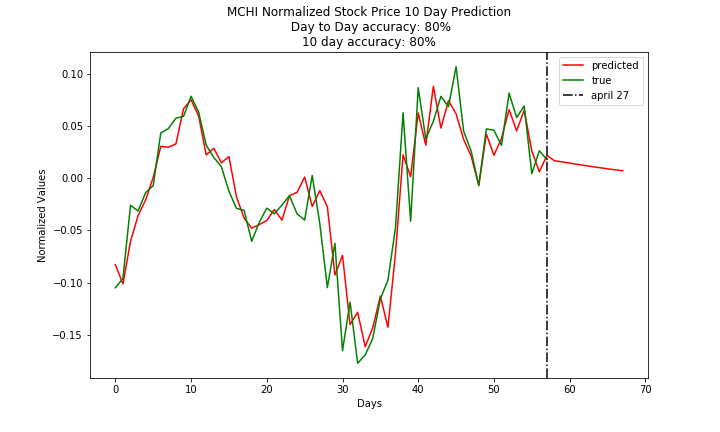 MCHI Normalized Stock Price 10 Day Prediction
Day to Day accuracy: 80%
10 day accuracy: 80%
predicted
true
april 27
0.10
0.05
0.00
−0.05
−0.10
−0.15
Normalized Values
0 10 20 30 40 50 60 70
Days